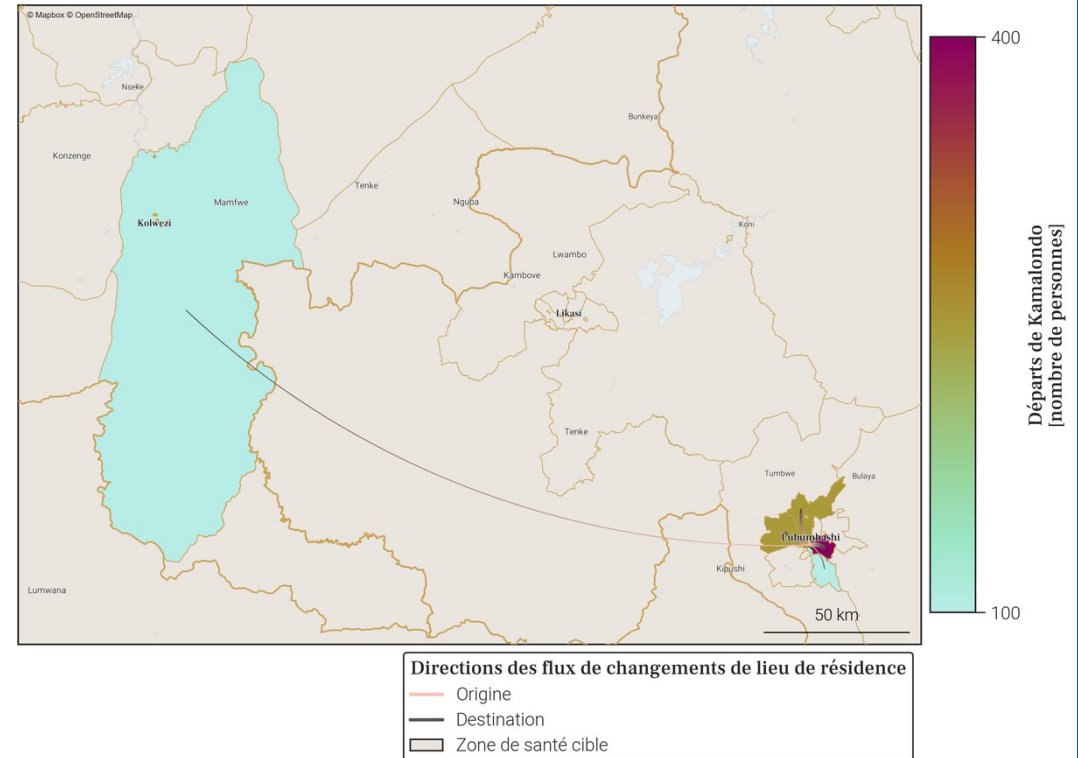 © Mapbox © OpenStreetMap
Nseke
Bunkeya
Konzenge
Tenke
Mamfwe
Nguba
Kolwezi
Koni
Lwambo
Kambove
Likasi
Tenke
Tumbwe
Bulaya
Lubumbashi
Kipushi
Lumwana
50 km
400
100
Départs de Kamalondo
[nombre de personnes]
Directions des flux de changements de lieu de résidence
Origine
Destination
Zone de santé cible